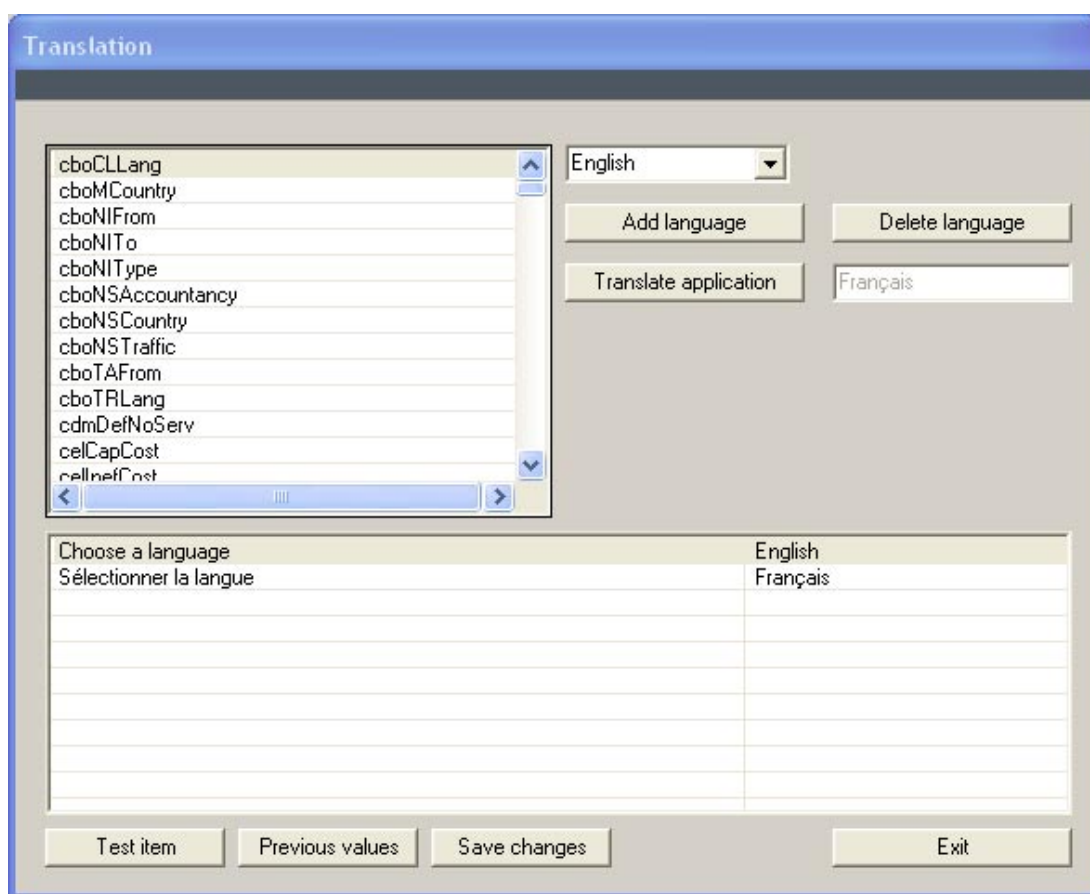 Translation
cboCLLang
cboMCountry
cboNIFrom
cboNITo
cboNIType
cboNSAccountancy
cboNSCountry
cboNSTraffic
cboTAFrom
cboTRLang
cdmDefNoServ
celCapCost
celInefCost
English
Add language
Delete language
Translate application
Français
Choose a language English
Sélectionner la langue Français
Test item
Previous values
Save changes
Exit